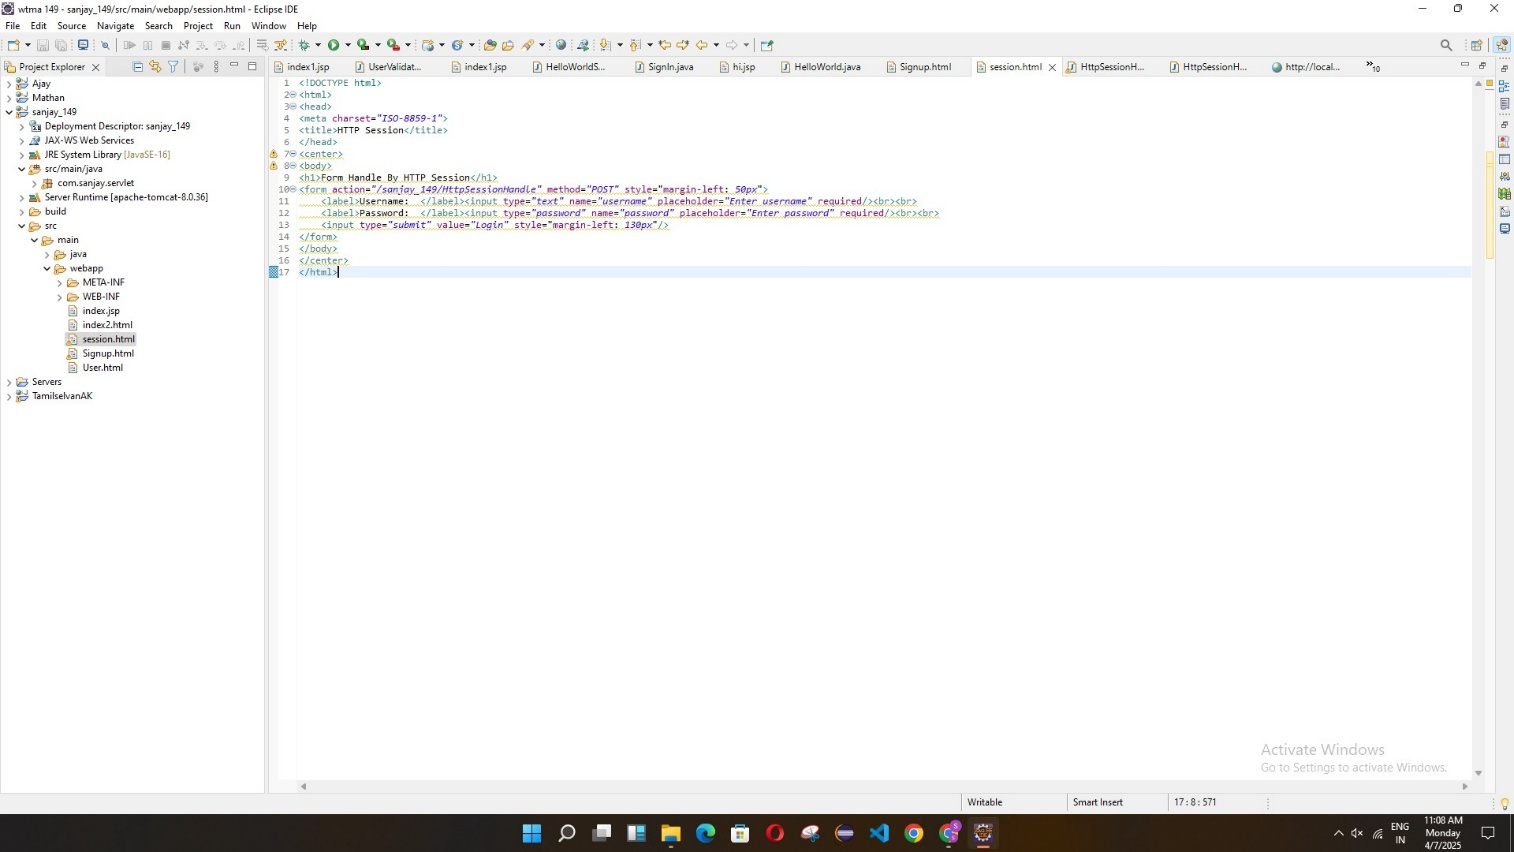 wtma 149 - sanjay_149/src/main/webapp/session.html - Eclipse IDE
File Edit Source Navigate Search Project Run Window Help
Project Explorer
index1.jsp UserValidat... index1.jsp HelloWorldS... SignIn.java hi.jsp HelloWorld.java Signup.html session.html HttpSessionH... HttpSessionH... http://local... »10
Ajay
Mathan
sanjay_149
Deployment Descriptor: sanjay_149
JAX-WS Web Services
JRE System Library [JavaSE-16]
src/main/java
com.sanjay.servlet
Server Runtime [apache-tomcat-8.0.36]
build
src
main
java
webapp
META-INF
WEB-INF
index.jsp
index2.html
session.html
Signup.html
User.html
Servers
TamilselvanAK
1 <!DOCTYPE html>
2 <html>
3 <head>
4 <meta charset="ISO-8859-1">
5 <title>HTTP Session</title>
6 </head>
7 <center>
8 <body>
9 <h1>Form Handle By HTTP Session</h1>
10 <form action="/sanjay_149/HttpSessionHandle" method="POST" style="margin-left: 50px">
11 <label>Username:  </label><input type="text" name="username" placeholder="Enter username" required/><br><br>
12 <label>Password:  </label><input type="password" name="password" placeholder="Enter password" required/><br><br>
13 <input type="submit" value="Login" style="margin-left: 130px"/>
14 </form>
15 </body>
16 </center>
17 </html>
Activate Windows
Go to Settings to activate Windows.
Writable Smart Insert 17 : 8 : 571
ENG
IN
11:08 AM
Monday
4/7/2025